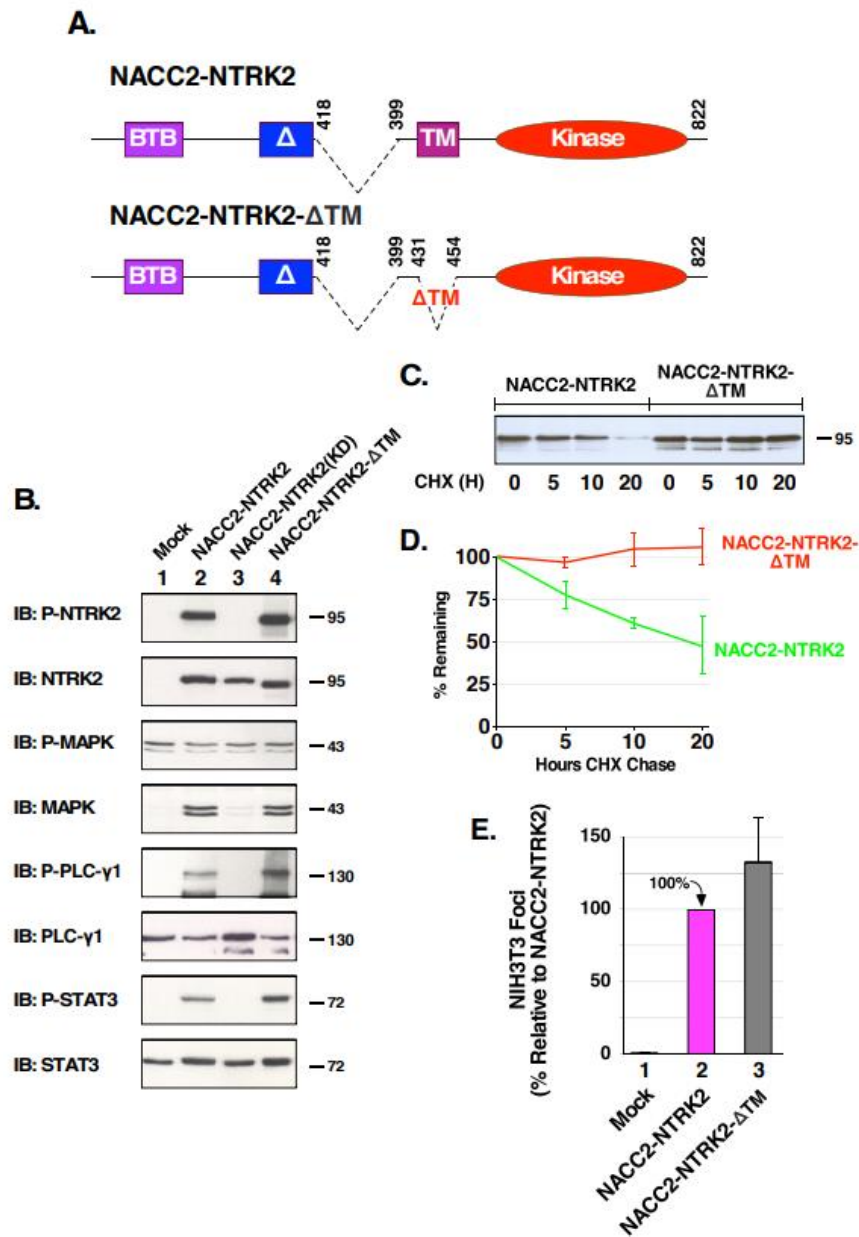 A.
NACC2-NTRK2
BTB Δ 418 399 TM Kinase 822
NACC2-NTRK2-ΔTM
BTB Δ 418 399 431 ΔTM 454 Kinase 822
B.
Mock NACC2-NTRK2 NACC2-NTRK2(KD) NACC2-NTRK2-ΔTM
1 2 3 4
IB: P-NTRK2 95
IB: NTRK2 95
IB: P-MAPK 43
IB: MAPK 43
IB: P-PLC-γ1 130
IB: PLC-γ1 130
IB: P-STAT3 72
IB: STAT3 72
C.
NACC2-NTRK2 NACC2-NTRK2-
ΔTM
95
CHX (H) 0 5 10 20 0 5 10 20
D.
% Remaining
100
75
50
25
0
0 5 10 20
Hours CHX Chase
NACC2-NTRK2-
ΔTM
NACC2-NTRK2
E.
NIH3T3 Foci
(% Relative to NACC2-NTRK2)
150
100
50
0
100%
1 2 3
Mock NACC2-NTRK2 NACC2-NTRK2-ΔTM